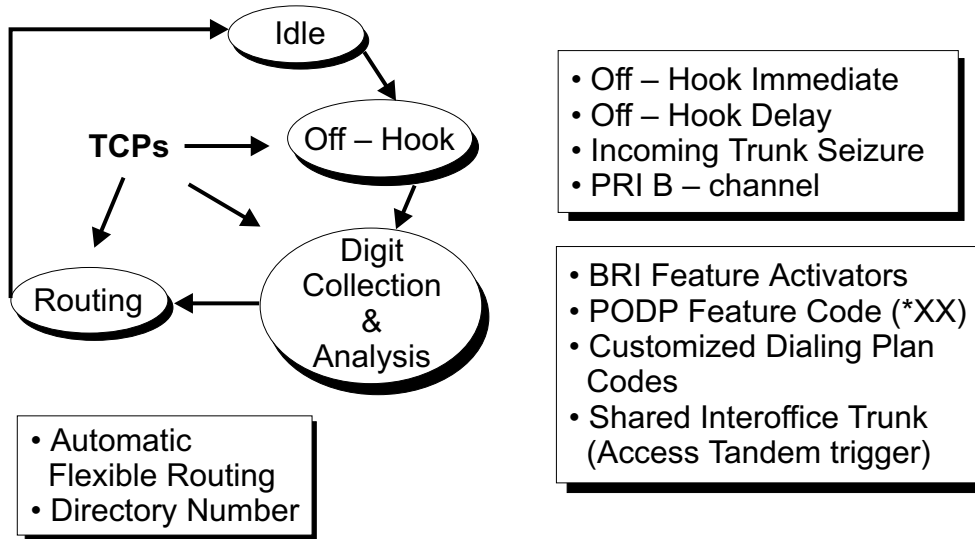 Idle
Off – Hook
TCPs
Digit
Collection
&
Analysis
Routing
• Off – Hook Immediate
• Off – Hook Delay
• Incoming Trunk Seizure
• PRI B – channel
• BRI Feature Activators
• PODP Feature Code (*XX)
• Customized Dialing Plan
Codes
• Shared Interoffice Trunk
(Access Tandem trigger)
• Automatic
Flexible Routing
• Directory Number